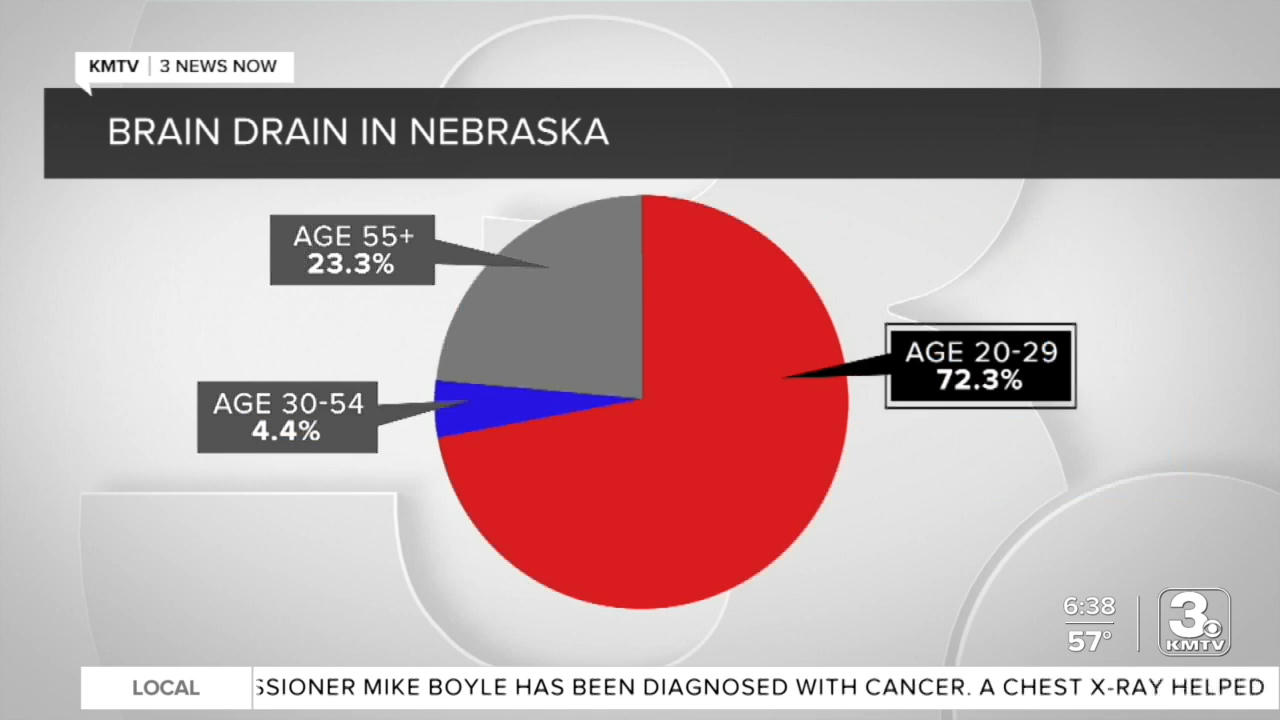 KMTV | 3 NEWS NOW
BRAIN DRAIN IN NEBRASKA
AGE 55+
23.3%
AGE 20-29
72.3%
AGE 30-54
4.4%
6:38
57°
3
KMTV
LOCAL
SSIONER MIKE BOYLE HAS BEEN DIAGNOSED WITH CANCER. A CHEST X-RAY HELPED